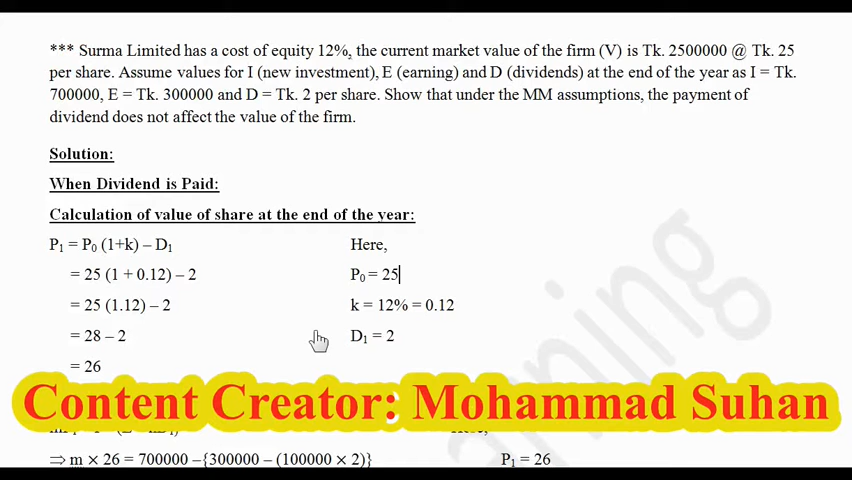 *** Surma Limited has a cost of equity 12%, the current market value of the firm (V) is Tk. 2500000 @ Tk. 25
per share. Assume values for I (new investment), E (earning) and D (dividends) at the end of the year as I = Tk.
700000, E = Tk. 300000 and D = Tk. 2 per share. Show that under the MM assumptions, the payment of
dividend does not affect the value of the firm.
Solution:
When Dividend is Paid:
Calculation of value of share at the end of the year:
P₁ = P₀ (1+k) – D₁ Here,
= 25 (1 + 0.12) – 2 P₀ = 25
= 25 (1.12) – 2 k = 12% = 0.12
= 28 – 2 D₁ = 2
= 26
Content Creator: Mohammad Suhan
⇒ m × 26 = 700000 –{300000 – (100000 × 2)} P₁ = 26